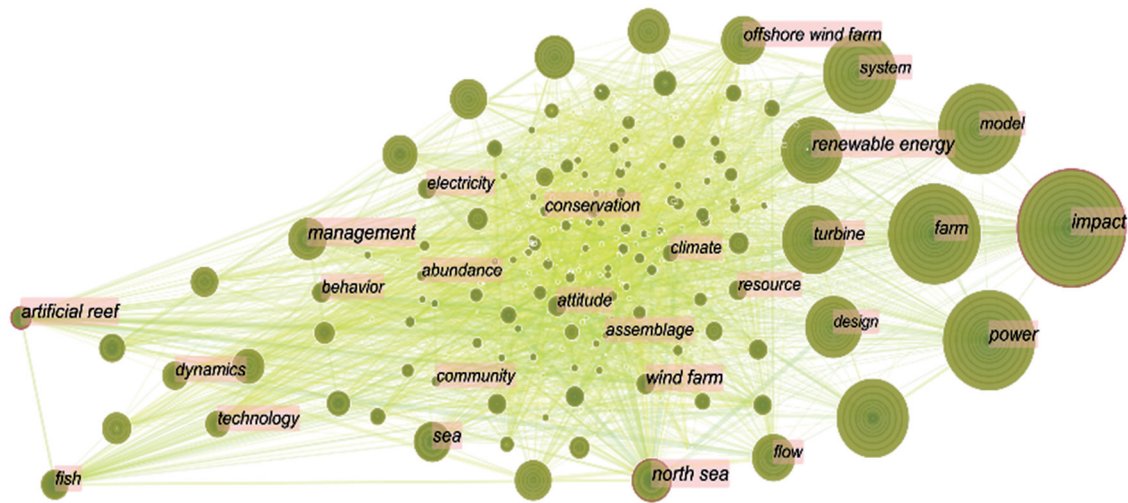 offshore wind farm
system
model
renewable energy
electricity
conservation
impact
management
turbine
farm
climate
abundance
behavior
resource
attitude
artificial reef
assemblage
design
power
dynamics
community
wind farm
technology
sea
flow
north sea
fish